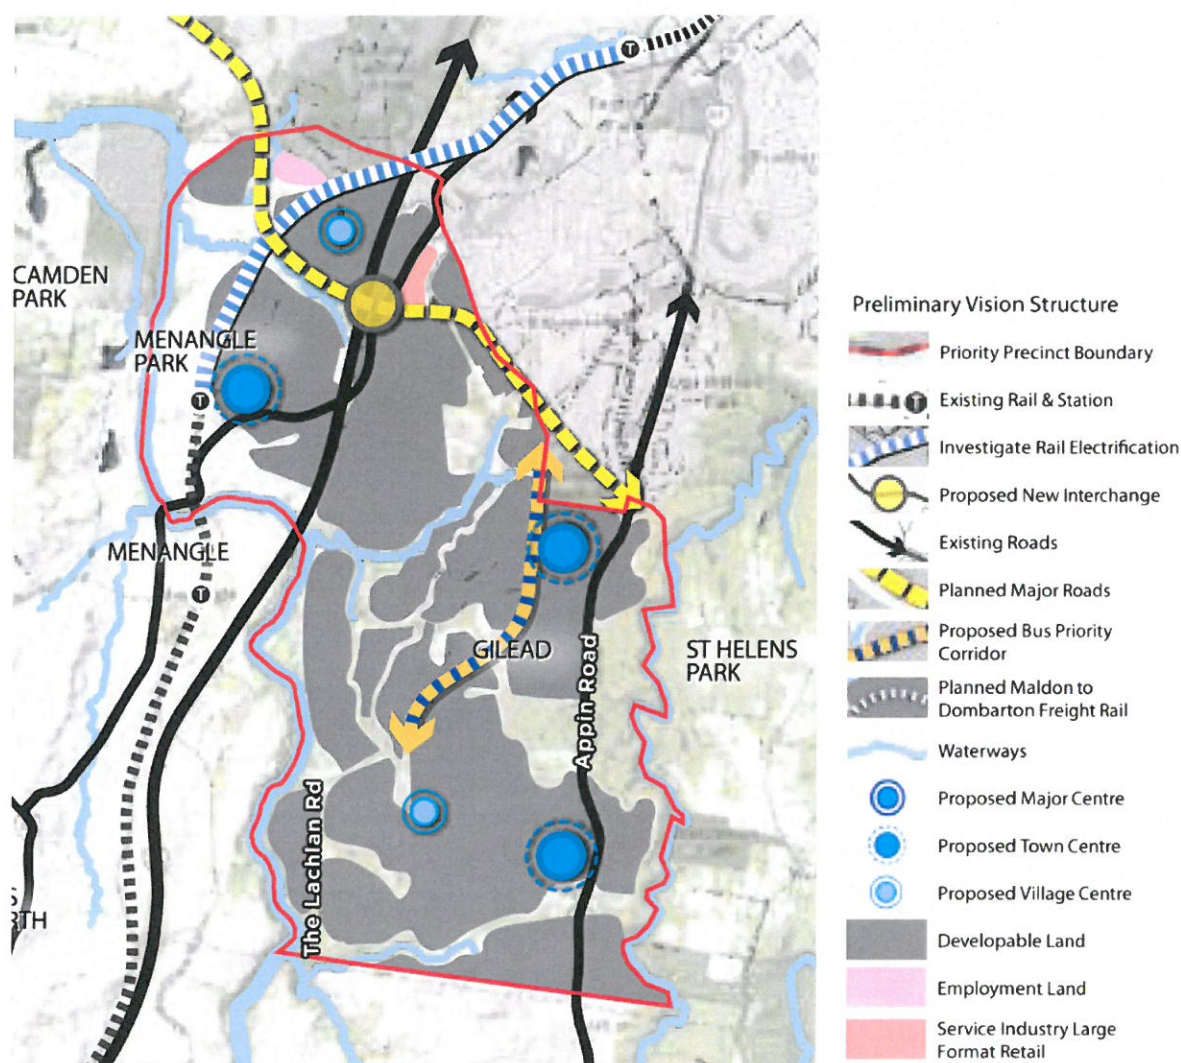 CAMDEN
PARK
MENANGLE
PARK
T
T
MENANGLE
T
GILEAD
ST HELENS
PARK
Appin Road
The Lachlan Rd
S
RTH
Preliminary Vision Structure
Priority Precinct Boundary
T
Existing Rail & Station
Investigate Rail Electrification
Proposed New Interchange
Existing Roads
Planned Major Roads
Proposed Bus Priority
Corridor
Planned Maldon to
Dombarton Freight Rail
Waterways
Proposed Major Centre
Proposed Town Centre
Proposed Village Centre
Developable Land
Employment Land
Service Industry Large
Format Retail